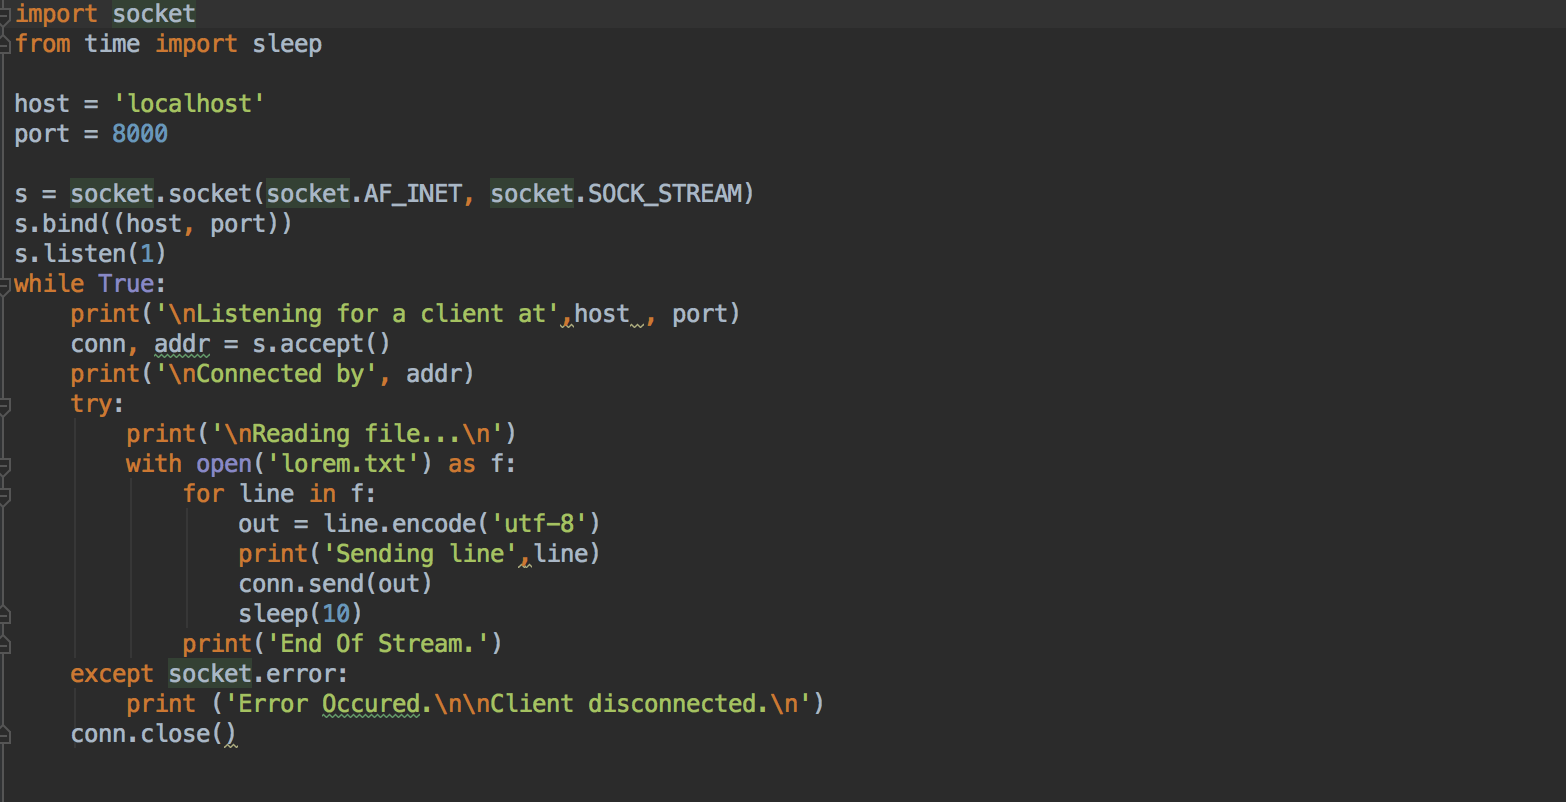 import socket
from time import sleep
host = 'localhost'
port = 8000
s = socket.socket(socket.AF_INET, socket.SOCK_STREAM)
s.bind((host, port))
s.listen(1)
while True:
    print('\nListening for a client at',host , port)
    conn, addr = s.accept()
    print('\nConnected by', addr)
    try:
        print('\nReading file...\n')
        with open('lorem.txt') as f:
            for line in f:
                out = line.encode('utf-8')
                print('Sending line',line)
                conn.send(out)
                sleep(10)
            print('End Of Stream.')
    except socket.error:
        print ('Error Occured.\n\nClient disconnected.\n')
    conn.close()